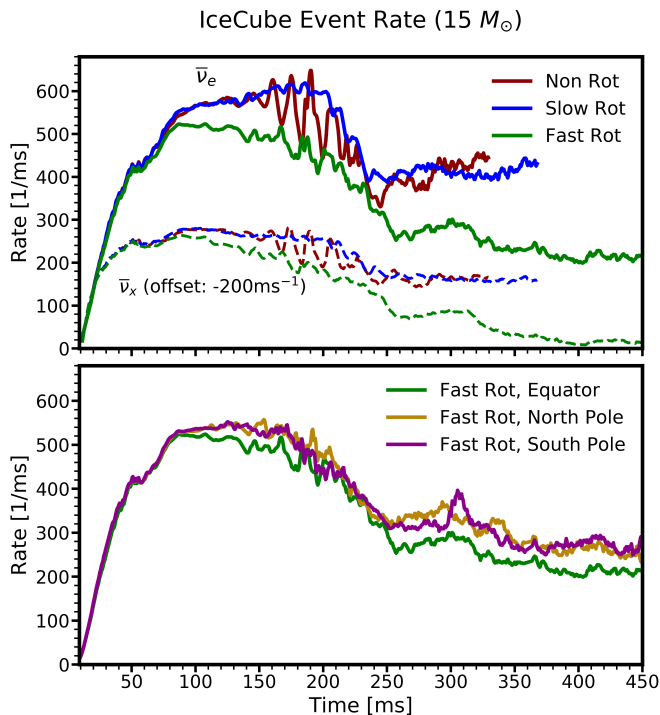 IceCube Event Rate (15 M⊙)
ν̅e
Non Rot
Slow Rot
Fast Rot
ν̅x (offset: -200ms⁻¹)
Rate [1/ms]
600
500
400
300
200
100
0
Fast Rot, Equator
Fast Rot, North Pole
Fast Rot, South Pole
Rate [1/ms]
600
500
400
300
200
100
0
50 100 150 200 250 300 350 400 450
Time [ms]